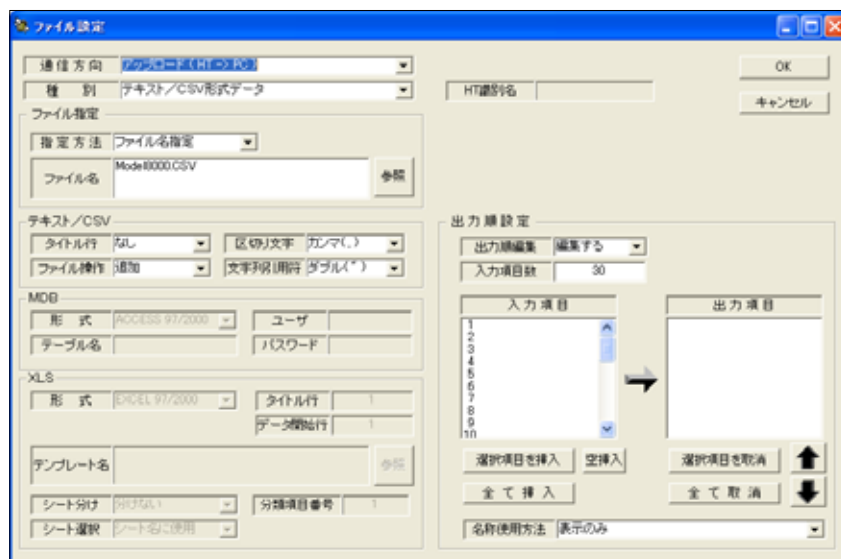 ファイル設定
通信方向 アップロード(HT => PC)
種別 テキスト/CSV形式データ
HT識別名
OK
キャンセル
ファイル指定
指定方法 ファイル名指定
ファイル名 Model8000.CSV 参照
テキスト/CSV
タイトル行 なし 区切り文字 カンマ(,)
ファイル操作 追加 文字列引用符 ダブル(")
MDB
形式 ACCESS 97/2000 ユーザ
テーブル名 パスワード
XLS
形式 EXCEL 97/2000 タイトル行 1
データ開始行 1
テンプレート名 参照
シート分け 分けない 分類項目番号 1
シート選択 シート名に使用
出力順設定
出力順編集 編集する
入力項目数 30
入力項目 出力項目
1
2
3
4
5
6
7
8
9
10
選択項目を挿入 空挿入 選択項目を取消
全て挿入 全て取消
名称使用方法 表示のみ